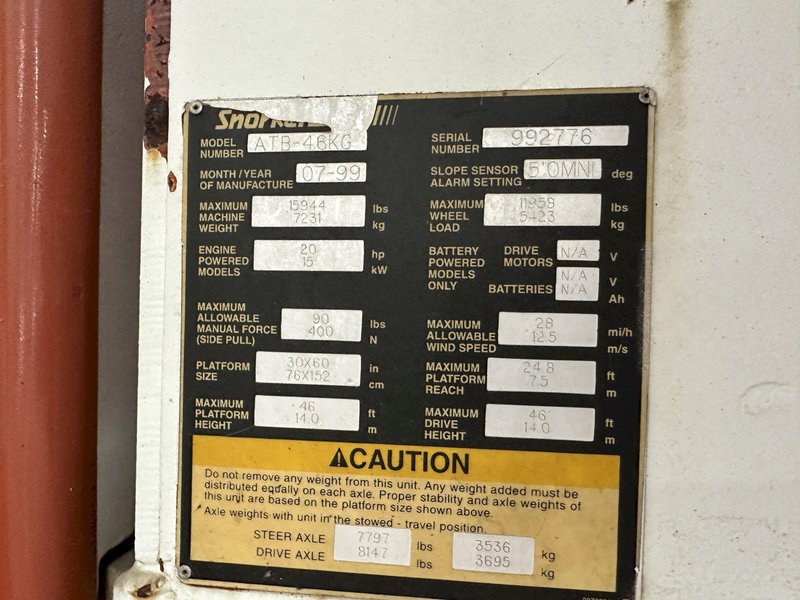 Snorkel
MODEL NUMBER ATB-46KG
SERIAL NUMBER 992776
MONTH/YEAR OF MANUFACTURE 07-99
SLOPE SENSOR ALARM SETTING 5°OMNI deg
MAXIMUM MACHINE WEIGHT 15944 lbs
7231 kg
MAXIMUM WHEEL LOAD 11958 lbs
5423 kg
ENGINE POWERED MODELS 20 hp
15 kW
BATTERY POWERED MODELS ONLY
DRIVE MOTORS N/A V
BATTERIES N/A V
N/A Ah
MAXIMUM ALLOWABLE MANUAL FORCE (SIDE PULL) 90 lbs
400 N
MAXIMUM ALLOWABLE WIND SPEED 28 mi/h
12.5 m/s
PLATFORM SIZE 30X60 in
76X152 cm
MAXIMUM PLATFORM REACH 24.8 ft
7.5 m
MAXIMUM PLATFORM HEIGHT 46 ft
14.0 m
MAXIMUM DRIVE HEIGHT 46 ft
14.0 m
CAUTION
Do not remove any weight from this unit. Any weight added must be
distributed equally on each axle. Proper stability and axle weights of
this unit are based on the platform size shown above.
Axle weights with unit in the stowed - travel position.
STEER AXLE 7797 lbs 3536 kg
DRIVE AXLE 8147 lbs 3695 kg